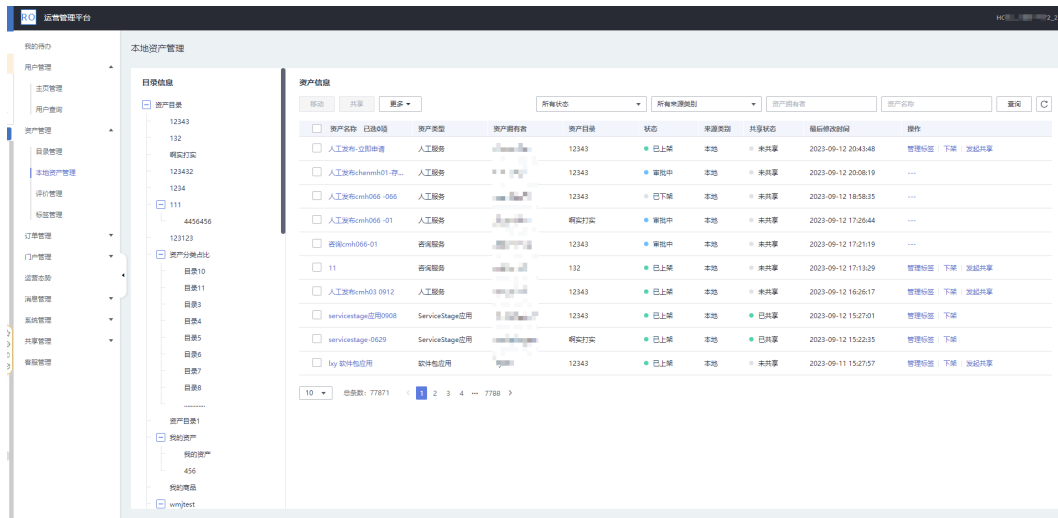 RO 运营管理平台
我的待办
用户管理
主页管理
用户查询
资产管理
目录管理
本地资产管理
评价管理
标签管理
订单管理
门户管理
运营态势
消息管理
系统管理
共享管理
客服管理
本地资产管理
目录信息
资产目录
12343
132
啊实打实
123432
1234
111
4456456
123123
资产分类占比
目录10
目录11
目录3
目录4
目录5
目录6
目录7
目录8
............
资产目录1
我的资产
我的资产
456
我的商品
wmjtest
资产信息
移动 共享 更多 所有状态 所有来源类别 资产拥有者 资产名称 查询
资产名称 已选0项 资产类型 资产拥有者 资产目录 状态 来源类别 共享状态 最后修改时间 操作
人工发布-立即申请 人工服务 12343 已上架 本地 未共享 2023-09-12 20:43:48 管理标签 下架 发起共享
人工发布chenmh01-存... 人工服务 12343 审批中 本地 未共享 2023-09-12 20:08:19 ---
人工发布cmh066 -066 人工服务 12343 已下架 本地 未共享 2023-09-12 18:58:35 ---
人工发布cmh066 -01 人工服务 啊实打实 审批中 本地 未共享 2023-09-12 17:26:44 ---
咨询cmh066-01 咨询服务 12343 审批中 本地 未共享 2023-09-12 17:21:19 ---
11 咨询服务 132 已上架 本地 未共享 2023-09-12 17:13:29 管理标签 下架 发起共享
人工发布cmh03 0912 人工服务 12343 已上架 本地 未共享 2023-09-12 16:26:17 管理标签 下架 发起共享
servicestage应用0908 ServiceStage应用 12343 已上架 本地 已共享 2023-09-12 15:27:01 管理标签 下架
servicestage-0629 ServiceStage应用 啊实打实 已上架 本地 已共享 2023-09-12 15:22:35 管理标签 下架
lxy 软件包应用 软件包应用 12343 已上架 本地 未共享 2023-09-11 15:27:57 管理标签 下架 发起共享
10 总条数: 77871 < 1 2 3 4 ··· 7788 >